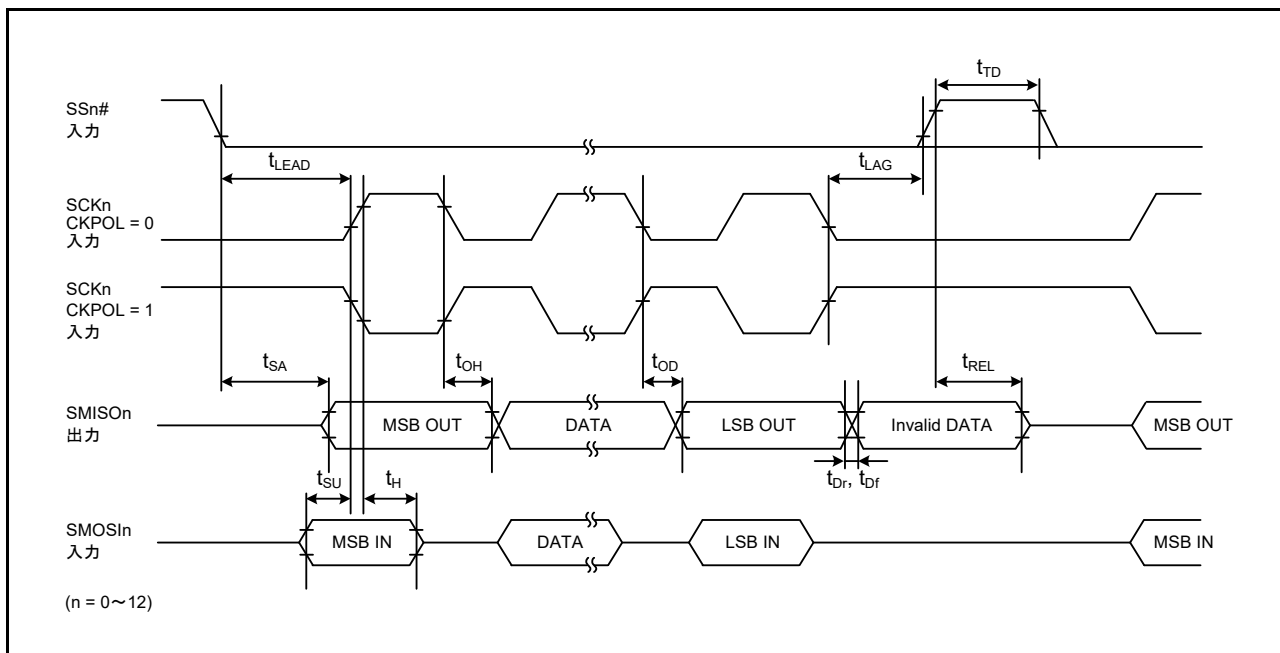 tTD
SSn#
入力
tLEAD
tLAG
SCKn
CKPOL = 0
入力
SCKn
CKPOL = 1
入力
tSA
tOH
tOD
tREL
SMISOn
出力
MSB OUT
DATA
LSB OUT
Invalid DATA
MSB OUT
tSU
tH
tDr, tDf
SMOSIn
入力
MSB IN
DATA
LSB IN
MSB IN
(n = 0～12)